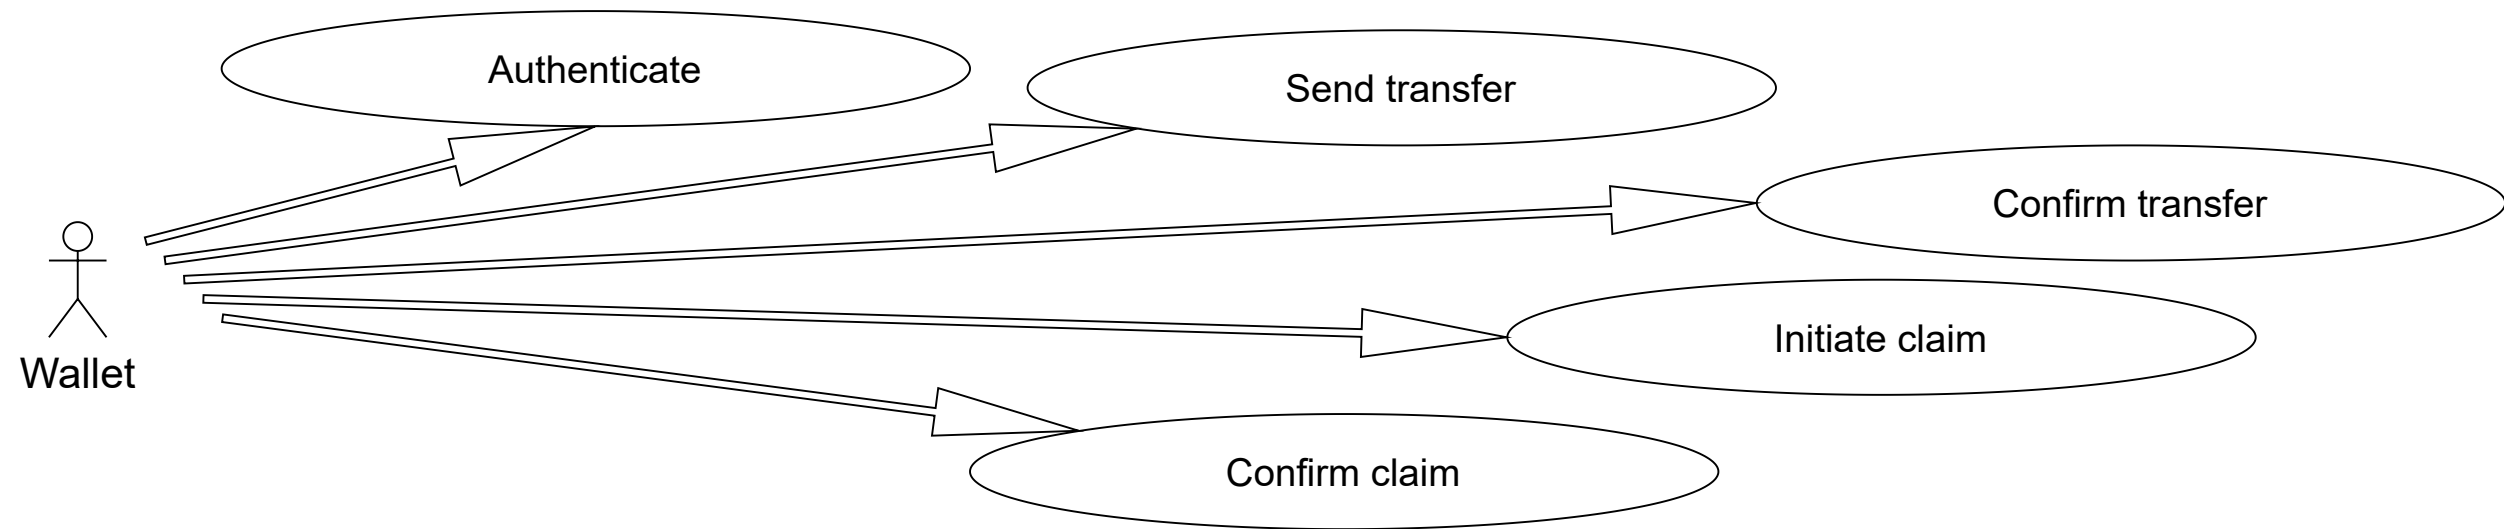 Authenticate
Send transfer
Confirm transfer
Initiate claim
Wallet
Confirm claim